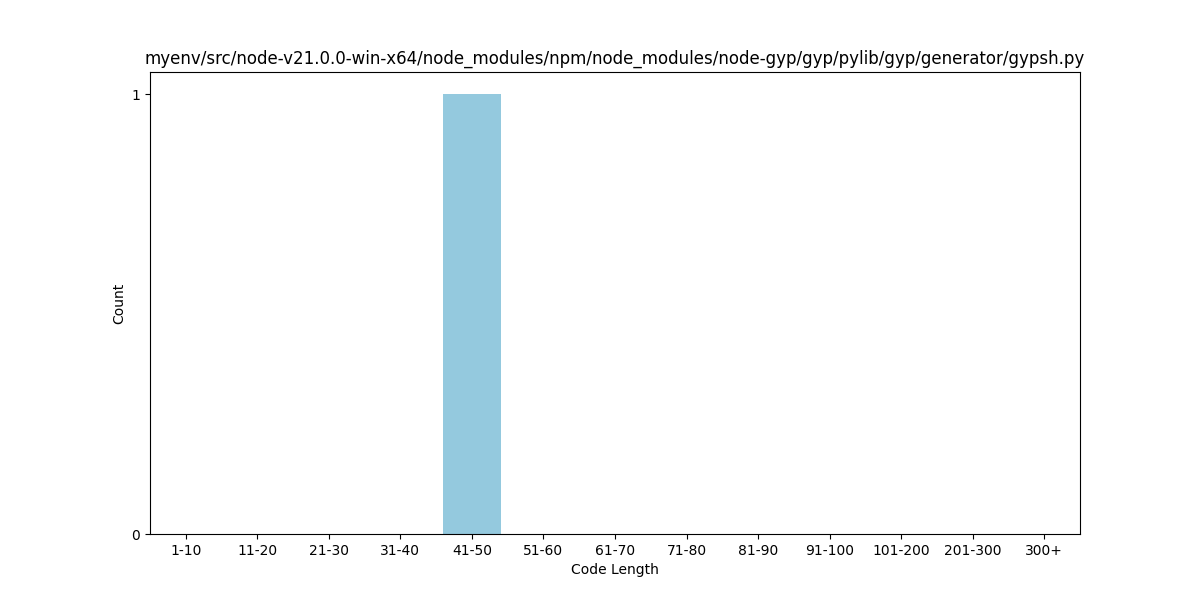 myenv/src/node-v21.0.0-win-x64/node_modules/npm/node_modules/node-gyp/gyp/pylib/gyp/generator/gypsh.py
1
Count
0
1-10 11-20 21-30 31-40 41-50 51-60 61-70 71-80 81-90 91-100 101-200 201-300 300+
Code Length